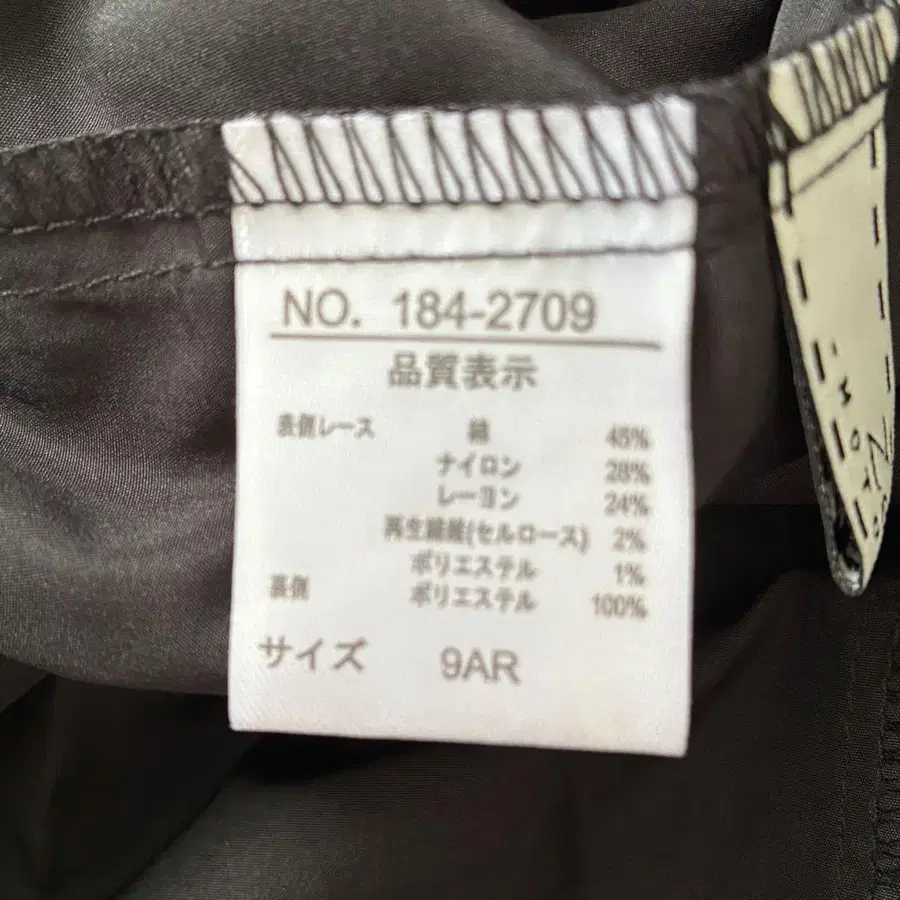 NO. 184-2709
品質表示
表側レース 綿 45%
ナイロン 28%
レーヨン 24%
再生繊維(セルロース) 2%
ポリエステル 1%
裏側 ポリエステル 100%
サイズ 9AR